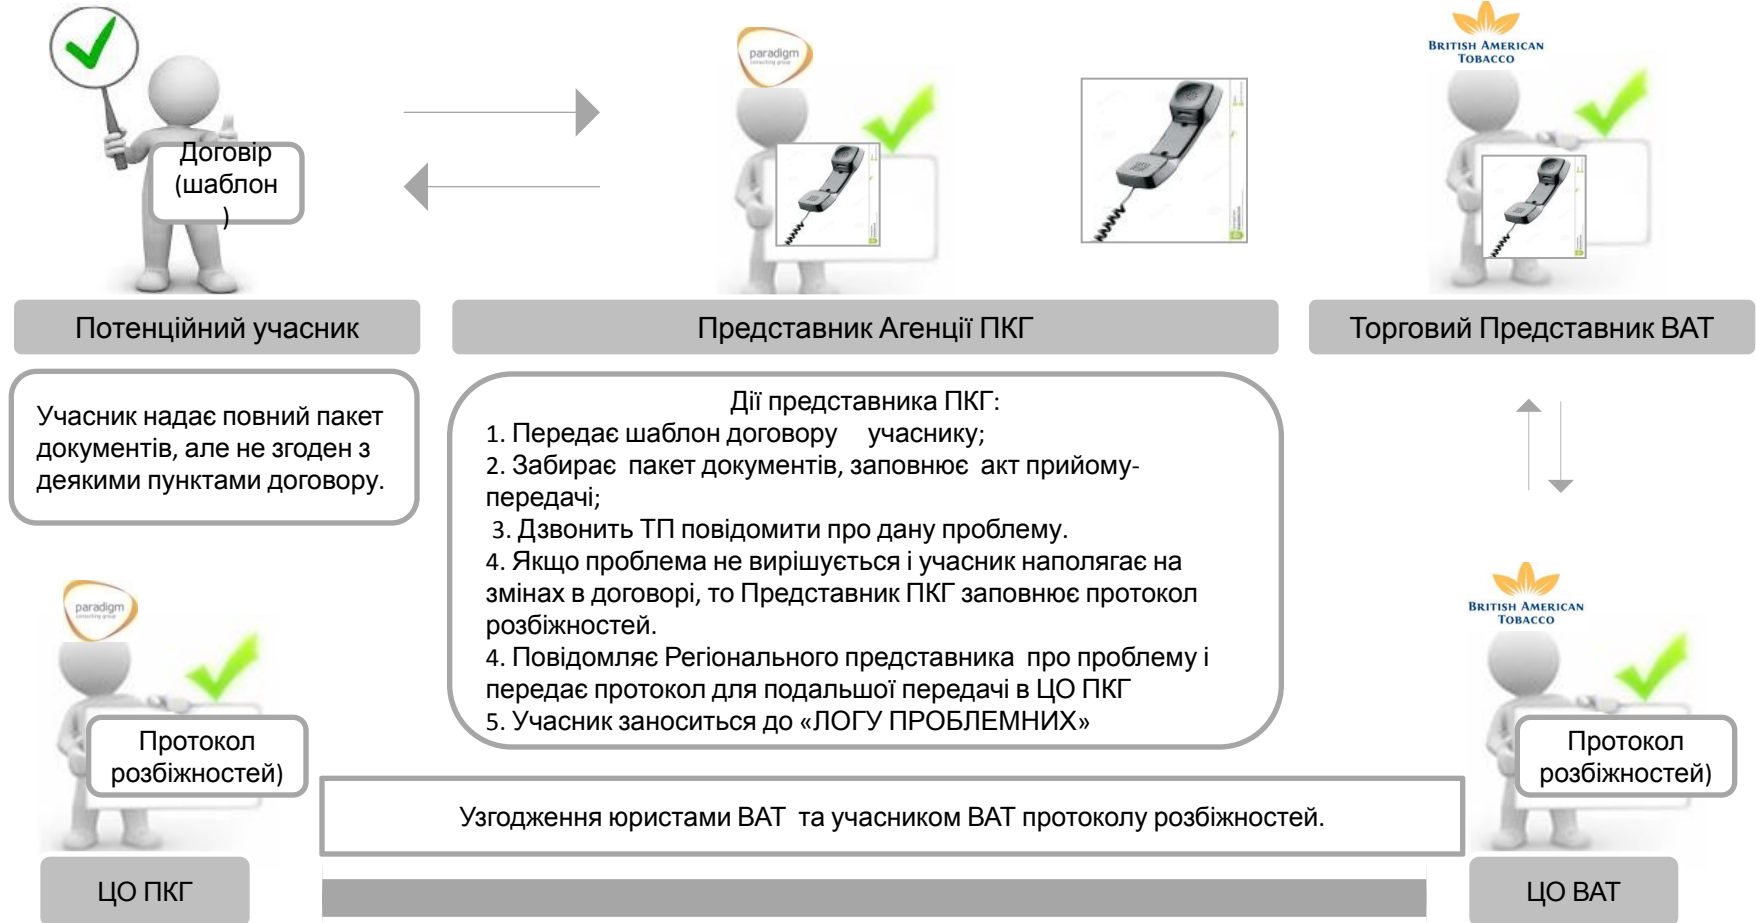 paradigm
consulting group
BRITISH AMERICAN
TOBACCO
Договір
(шаблон
)
Потенційний учасник
Представник Агенції ПКГ
Торговий Представник ВАТ
Учасник надає повний пакет
документів, але не згоден з
деякими пунктами договору.
Дії представника ПКГ:
1. Передає шаблон договору учаснику;
2. Забирає пакет документів, заповнює акт прийому-
передачі;
3. Дзвонить ТП повідомити про дану проблему.
4. Якщо проблема не вирішується і учасник наполягає на
змінах в договорі, то Представник ПКГ заповнює протокол
розбіжностей.
4. Повідомляє Регіонального представника про проблему і
передає протокол для подальшої передачі в ЦО ПКГ
5. Учасник заноситься до «ЛОГУ ПРОБЛЕМНИХ»
paradigm
consulting group
BRITISH AMERICAN
TOBACCO
Протокол
розбіжностей)
Протокол
розбіжностей)
Узгодження юристами ВАТ та учасником ВАТ протоколу розбіжностей.
ЦО ПКГ
ЦО ВАТ